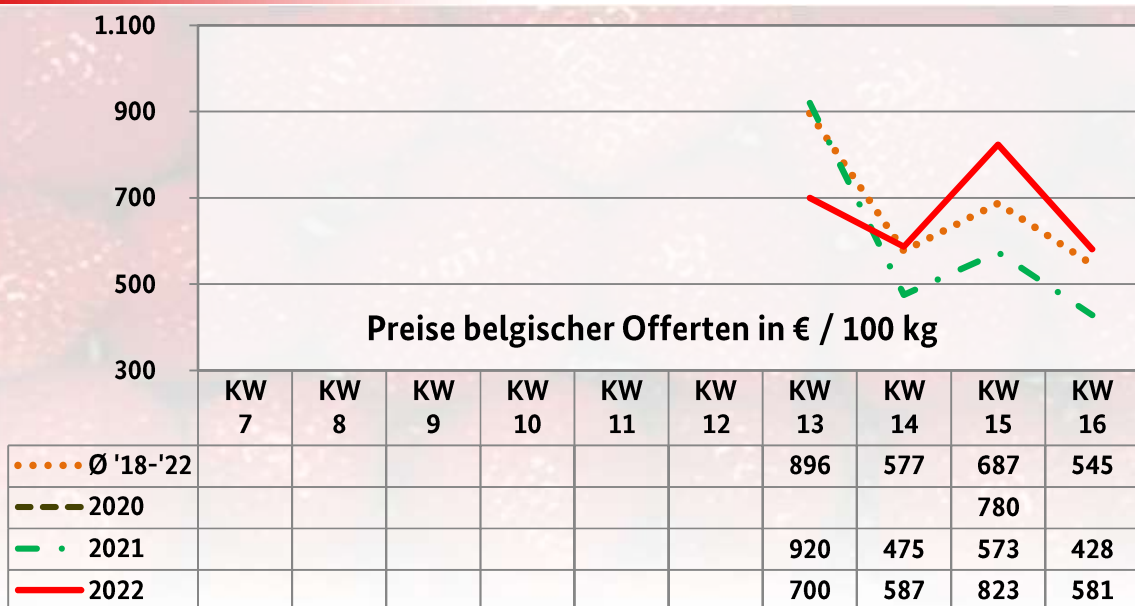 1.100
900
700
500
Preise belgischer Offerten in € / 100 kg
300
KW 7 KW 8 KW 9 KW 10 KW 11 KW 12 KW 13 KW 14 KW 15 KW 16
Ø '18-'22 896 577 687 545
2020 780
2021 920 475 573 428
2022 700 587 823 581